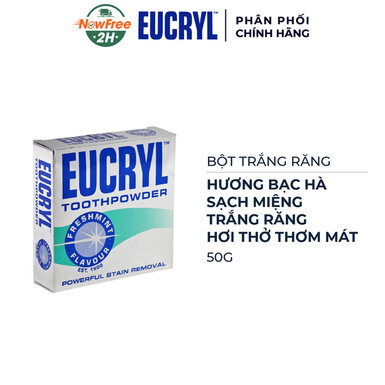 NowFree
2H
EUCRYL™
PHÂN PHỐI
CHÍNH HÃNG
EUCRYL
TOOTHPOWDER
FRESHMINT
FLAVOUR
EST. 1900
POWERFUL STAIN REMOVAL
BỘT TRẮNG RĂNG
HƯƠNG BẠC HÀ
SẠCH MIỆNG
TRẮNG RĂNG
HƠI THỞ THƠM MÁT
50G